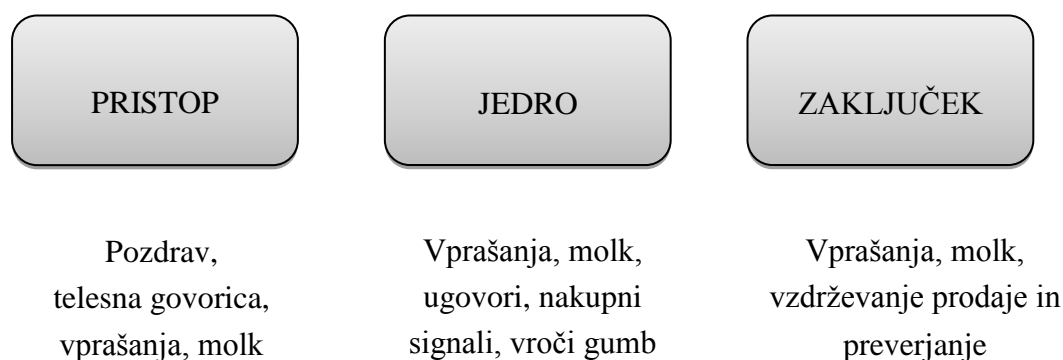 PRISTOP
JEDRO
ZAKLJUČEK
Pozdrav,
telesna govorica,
vprašanja, molk
Vprašanja, molk,
ugovori, nakupni
signali, vroči gumb
Vprašanja, molk,
vzdrževanje prodaje in
preverjanje